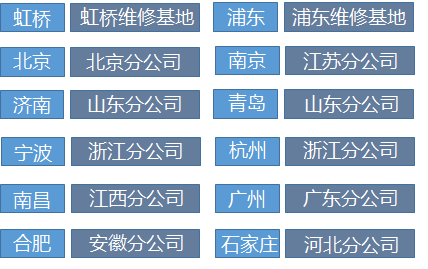 虹桥 虹桥维修基地 浦东 浦东维修基地
北京 北京分公司 南京 江苏分公司
济南 山东分公司 青岛 山东分公司
宁波 浙江分公司 杭州 浙江分公司
南昌 江西分公司 广州 广东分公司
合肥 安徽分公司 石家庄 河北分公司